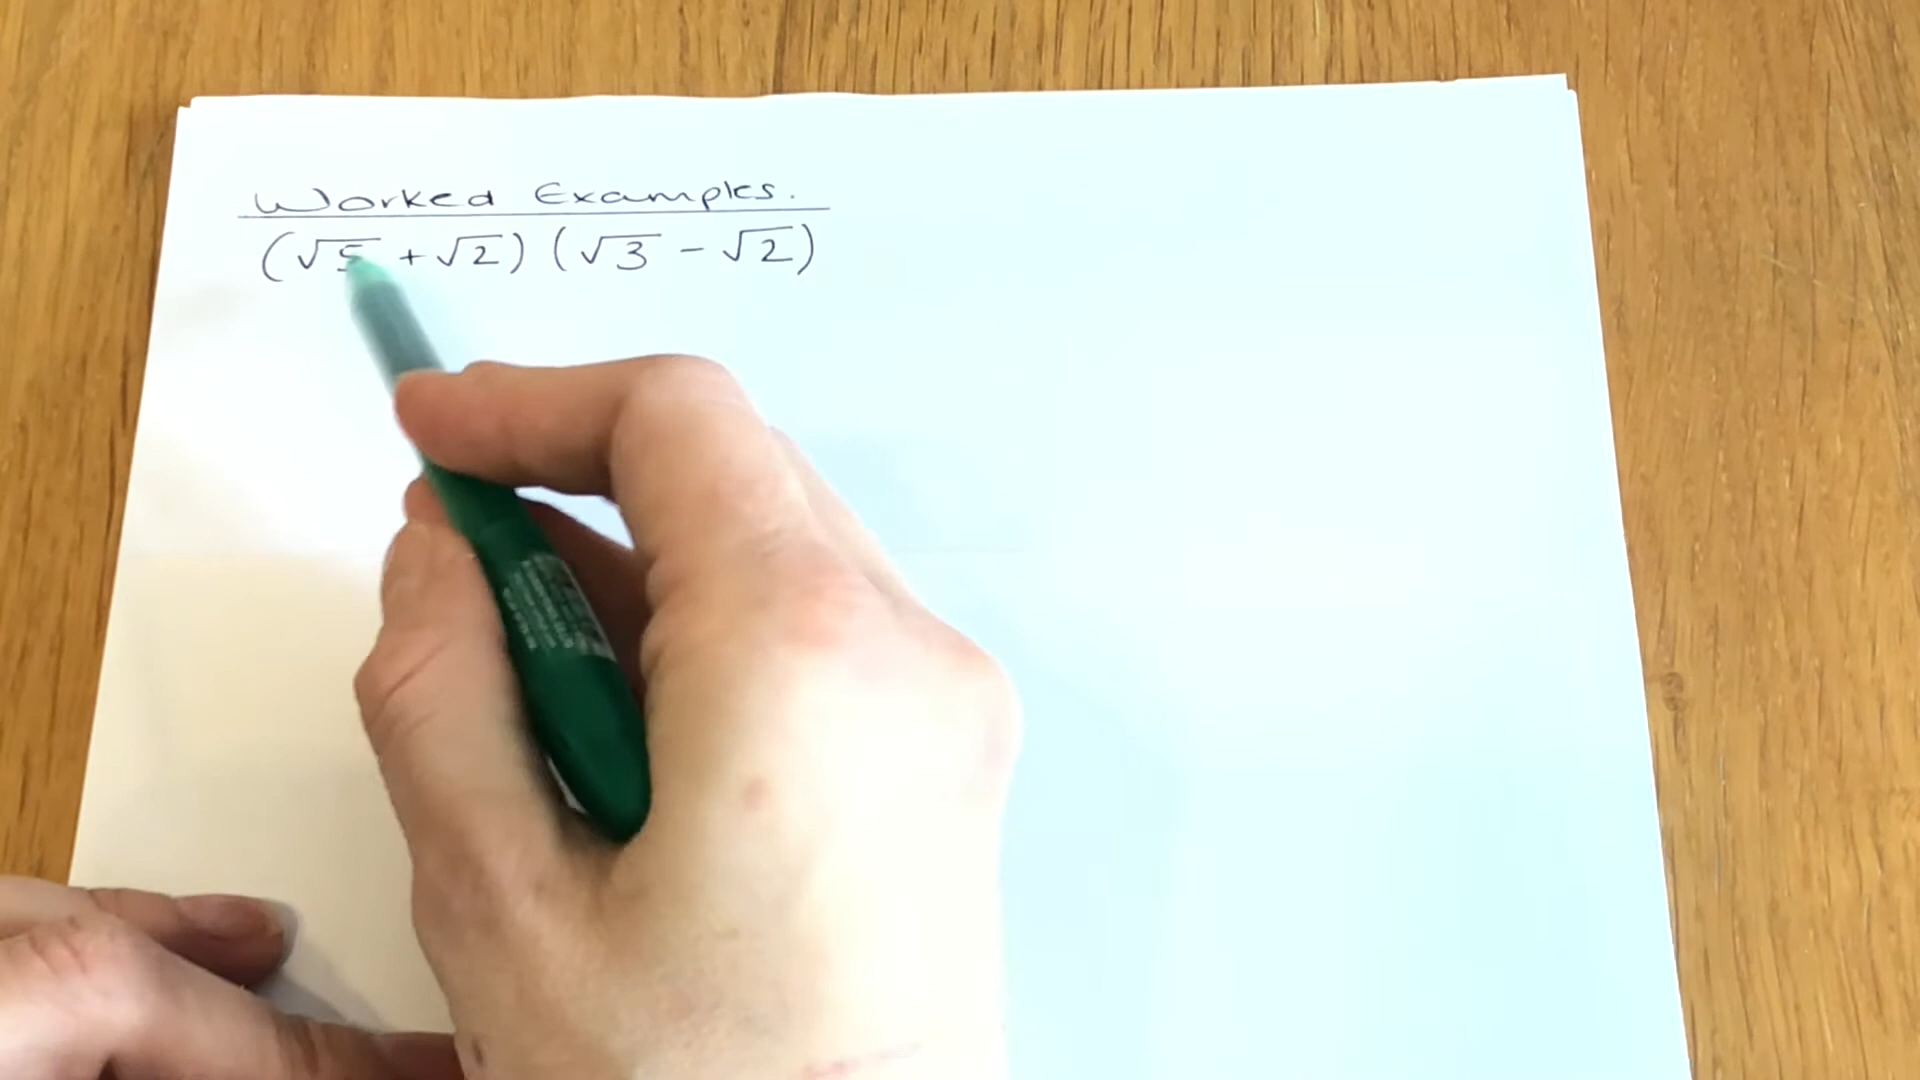 Worked Examples.
(√5 + √2) (√3 - √2)